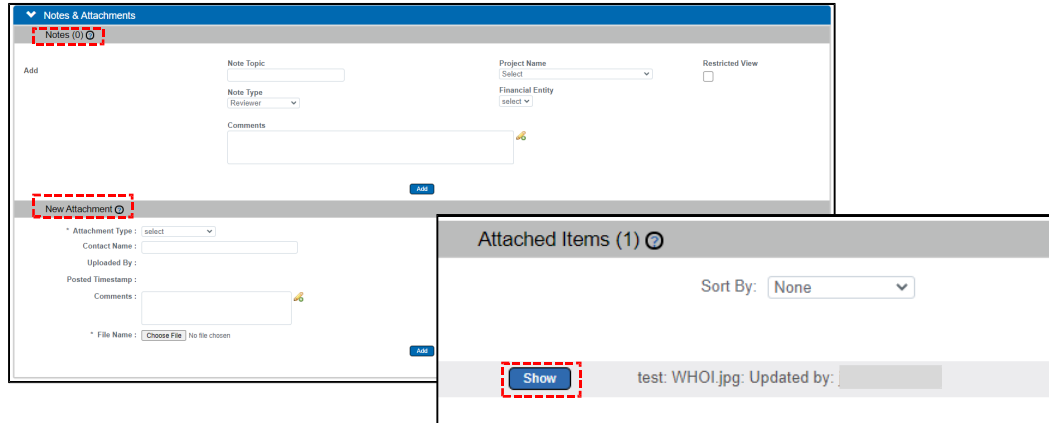 Notes & Attachments
Notes (0) ?
Add
Note Topic
Project Name
Select
Restricted View
Note Type
Reviewer
Financial Entity
select
Comments
Add
New Attachment ?
* Attachment Type : select
Contact Name :
Uploaded By :
Posted Timestamp :
Comments :
* File Name : Choose File No file chosen
Add
Attached Items (1) ?
Sort By: None
Show test: WHOI.jpg: Updated by: